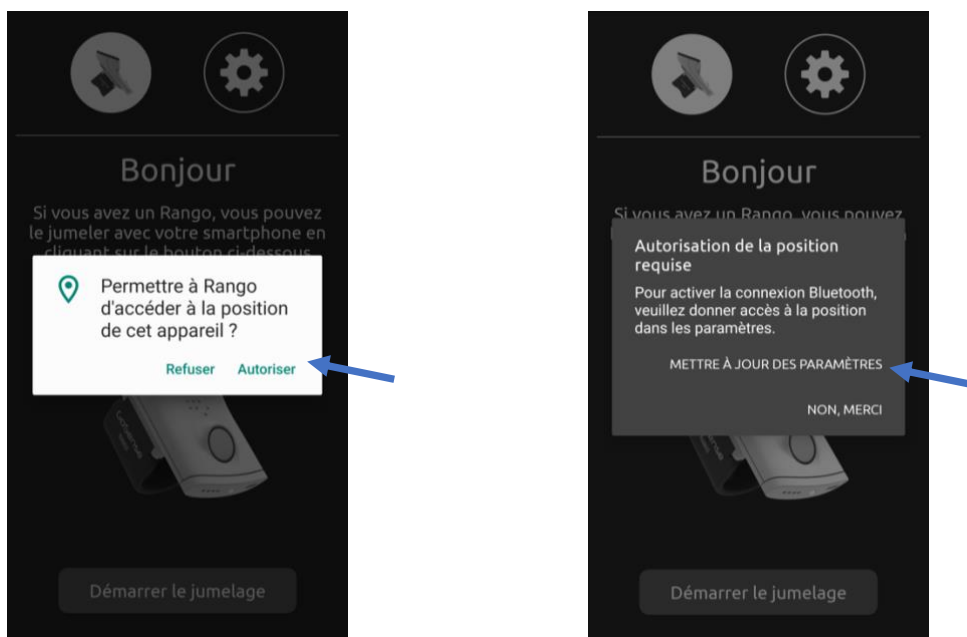 Bonjour
Si vous avez un Rango, vous pouvez
le jumeler avec votre smartphone en
cliquant sur le bouton ci-dessous
Permettre à Rango
d'accéder à la position
de cet appareil ?
Refuser Autoriser
Démarrer le jumelage
Bonjour
Si vous avez un Rango, vous pouvez
Autorisation de la position
requise
Pour activer la connexion Bluetooth,
veuillez donner accès à la position
dans les paramètres.
METTRE À JOUR DES PARAMÈTRES
NON, MERCI
Démarrer le jumelage